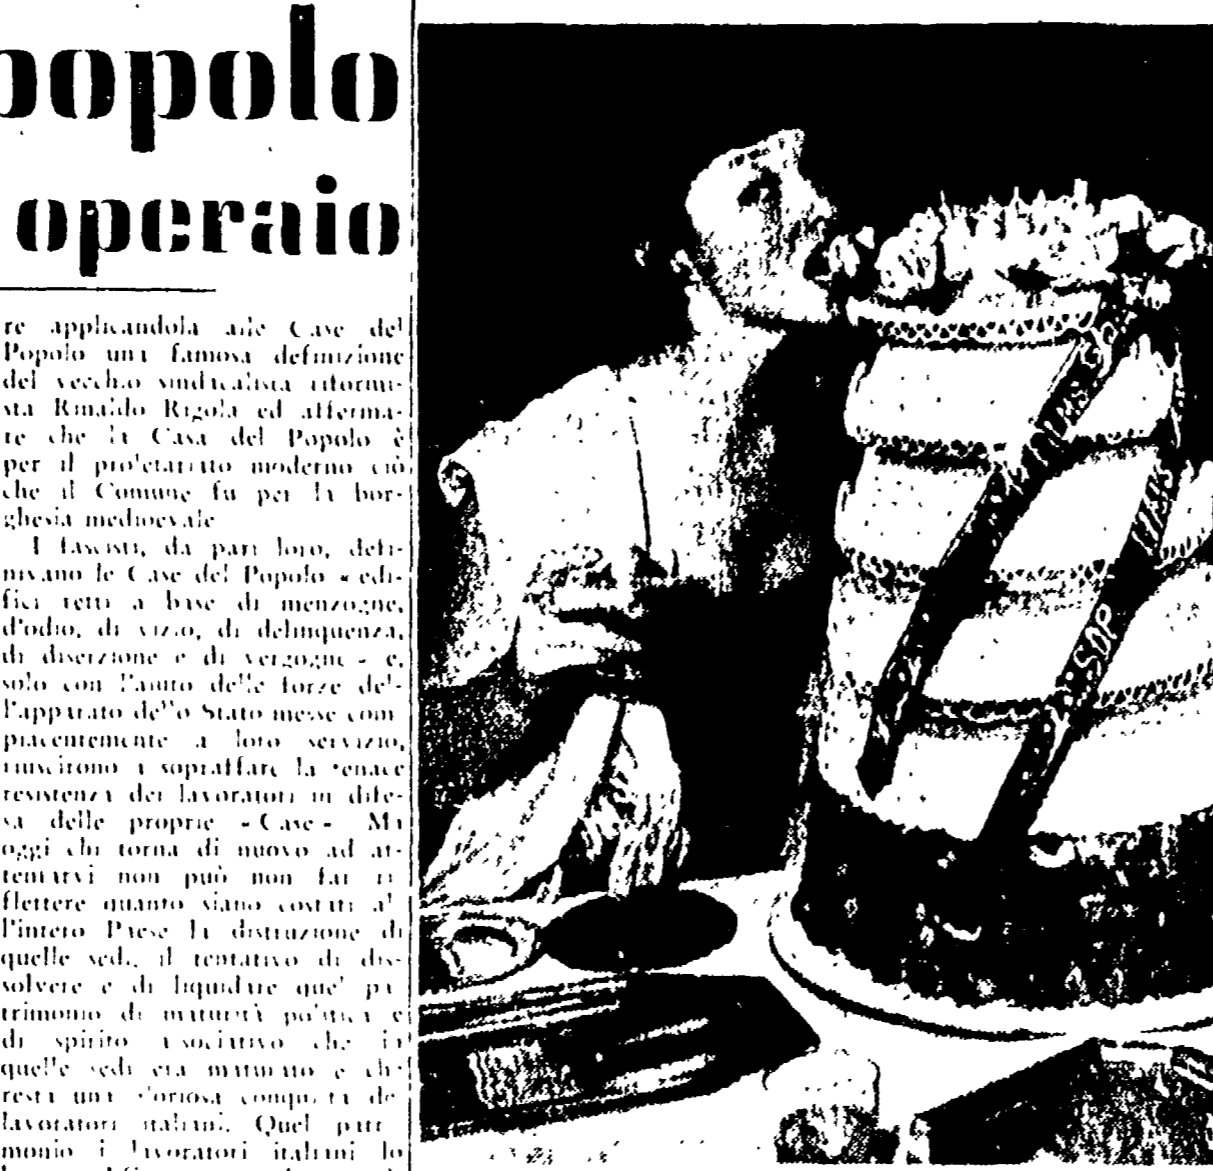 popolo
operaio
re applicandola alle Case del
Popolo una famosa definizione
del vecchio sindacalista riformi-
sta Rinaldo Rigola ed afferma-
re che la Casa del Popolo è
per il proletariato moderno ciò
che il Comune fu per la bor-
ghesia medioevale
I fascisti, da pari loro, defi-
nivano le Case del Popolo « edi-
fici retti a base di menzogne,
d'odio, di vizio, di delinquenza,
di diserzione e di vergogne » e,
solo con l'aiuto delle forze del-
l'apparato dello Stato messe com
piacentemente a loro servizio,
riuscirono a sopraffare la tenace
resistenza dei lavoratori in dife-
sa delle proprie « Case » Ma
oggi chi torna di nuovo ad at-
tentarvi non può non far ri
flettere quanto siano costati al
l'intero Paese la distruzione di
quelle sedi, il tentativo di dis-
solvere e di liquidare quel pa
trimonio di maturità politica e
di spirito associativo che in
quelle sedi era maturato e che
resta una gloriosa conquista dei
lavoratori italiani. Quel patri
monio i lavoratori italiani lo
SDP